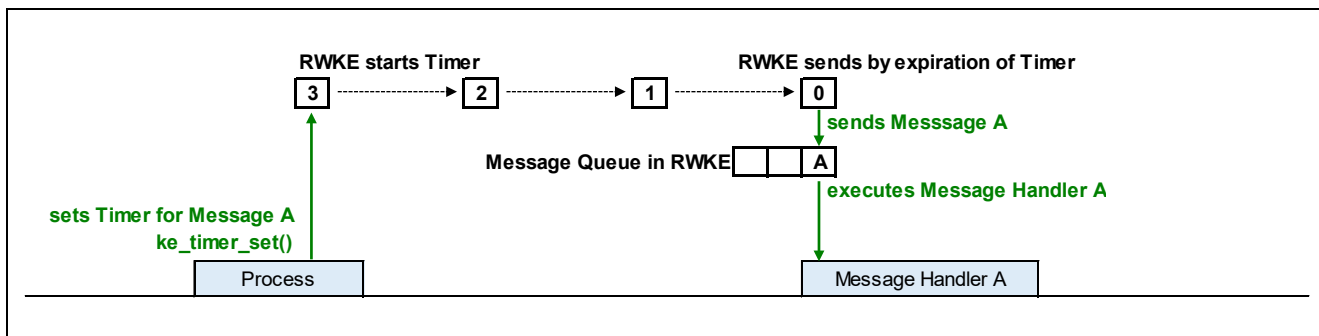 RWKE starts Timer
RWKE sends by expiration of Timer
3
2
1
0
sends Messsage A
Message Queue in RWKE
A
executes Message Handler A
sets Timer for Message A
ke_timer_set()
Process
Message Handler A